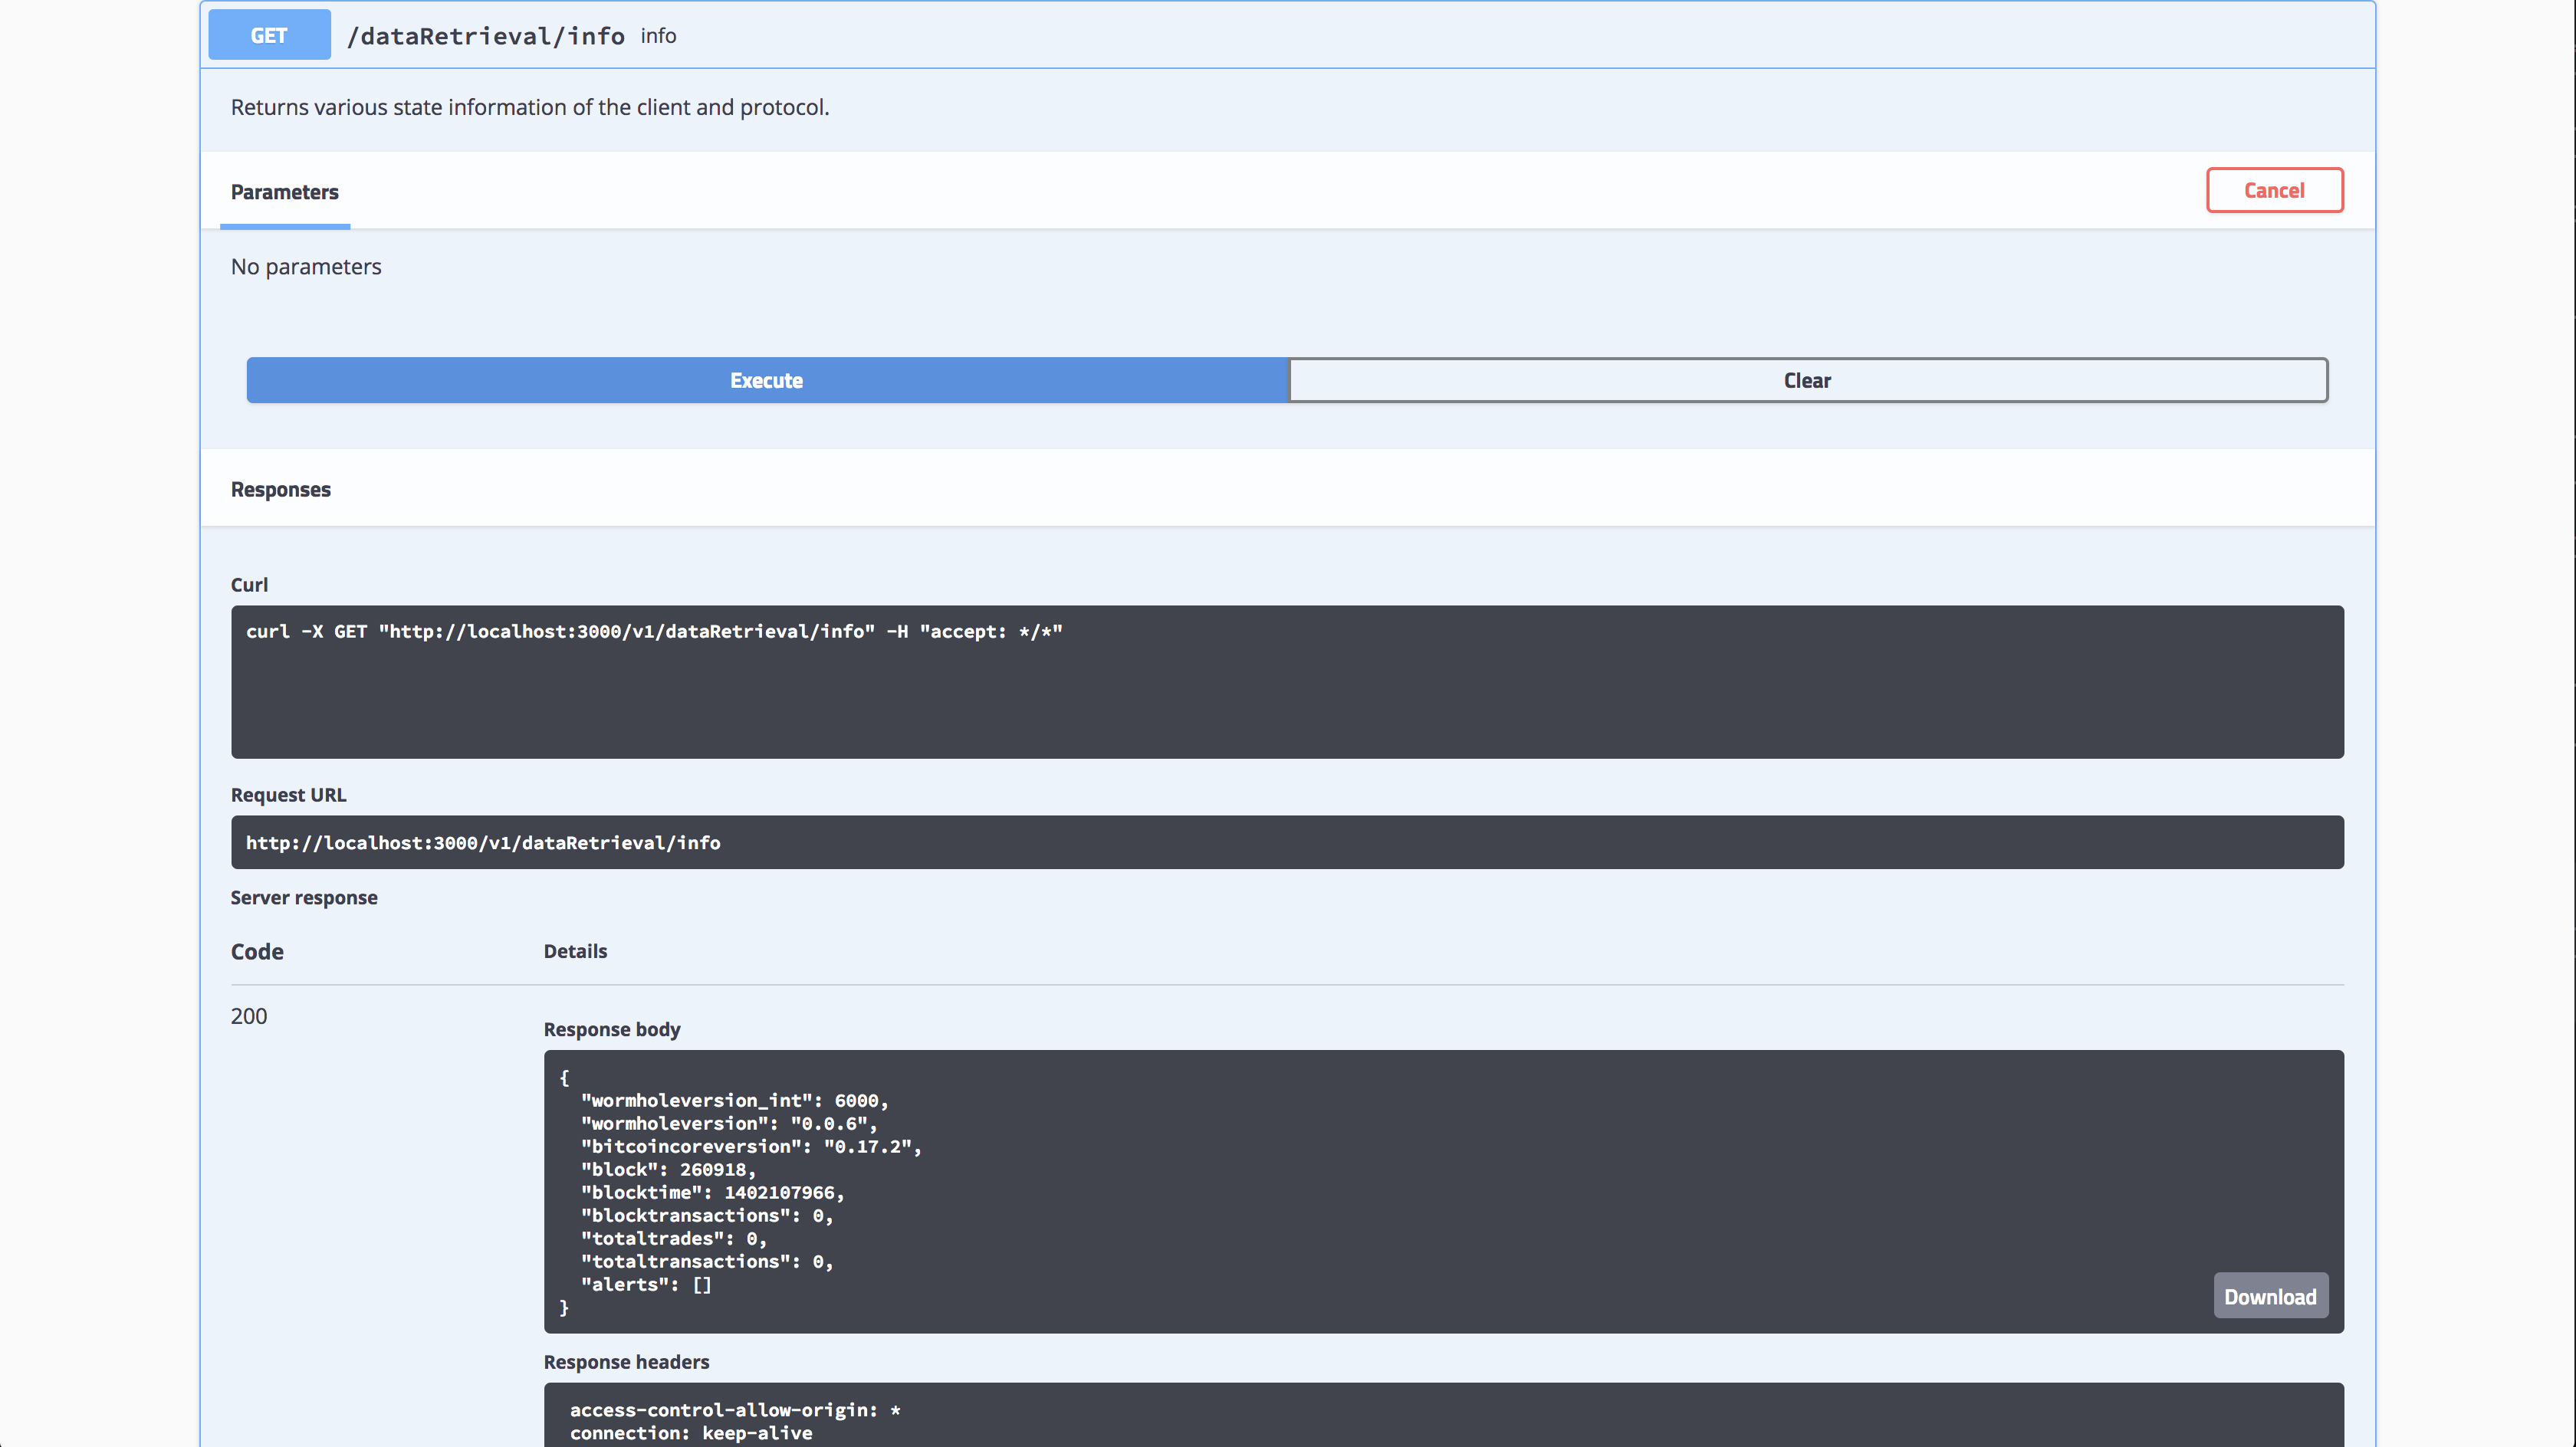 GET /dataRetrieval/info info
Returns various state information of the client and protocol.
Parameters
Cancel
No parameters
Execute
Clear
Responses
Curl
curl -X GET "http://localhost:3000/v1/dataRetrieval/info" -H "accept: */*"
Request URL
http://localhost:3000/v1/dataRetrieval/info
Server response
Code Details
200
Response body
{
  "wormholeversion_int": 6000,
  "wormholeversion": "0.0.6",
  "bitcoincoreversion": "0.17.2",
  "block": 260918,
  "blocktime": 1402107966,
  "blocktransactions": 0,
  "totaltrades": 0,
  "totaltransactions": 0,
  "alerts": []
}
Download
Response headers
access-control-allow-origin: *
connection: keep-alive